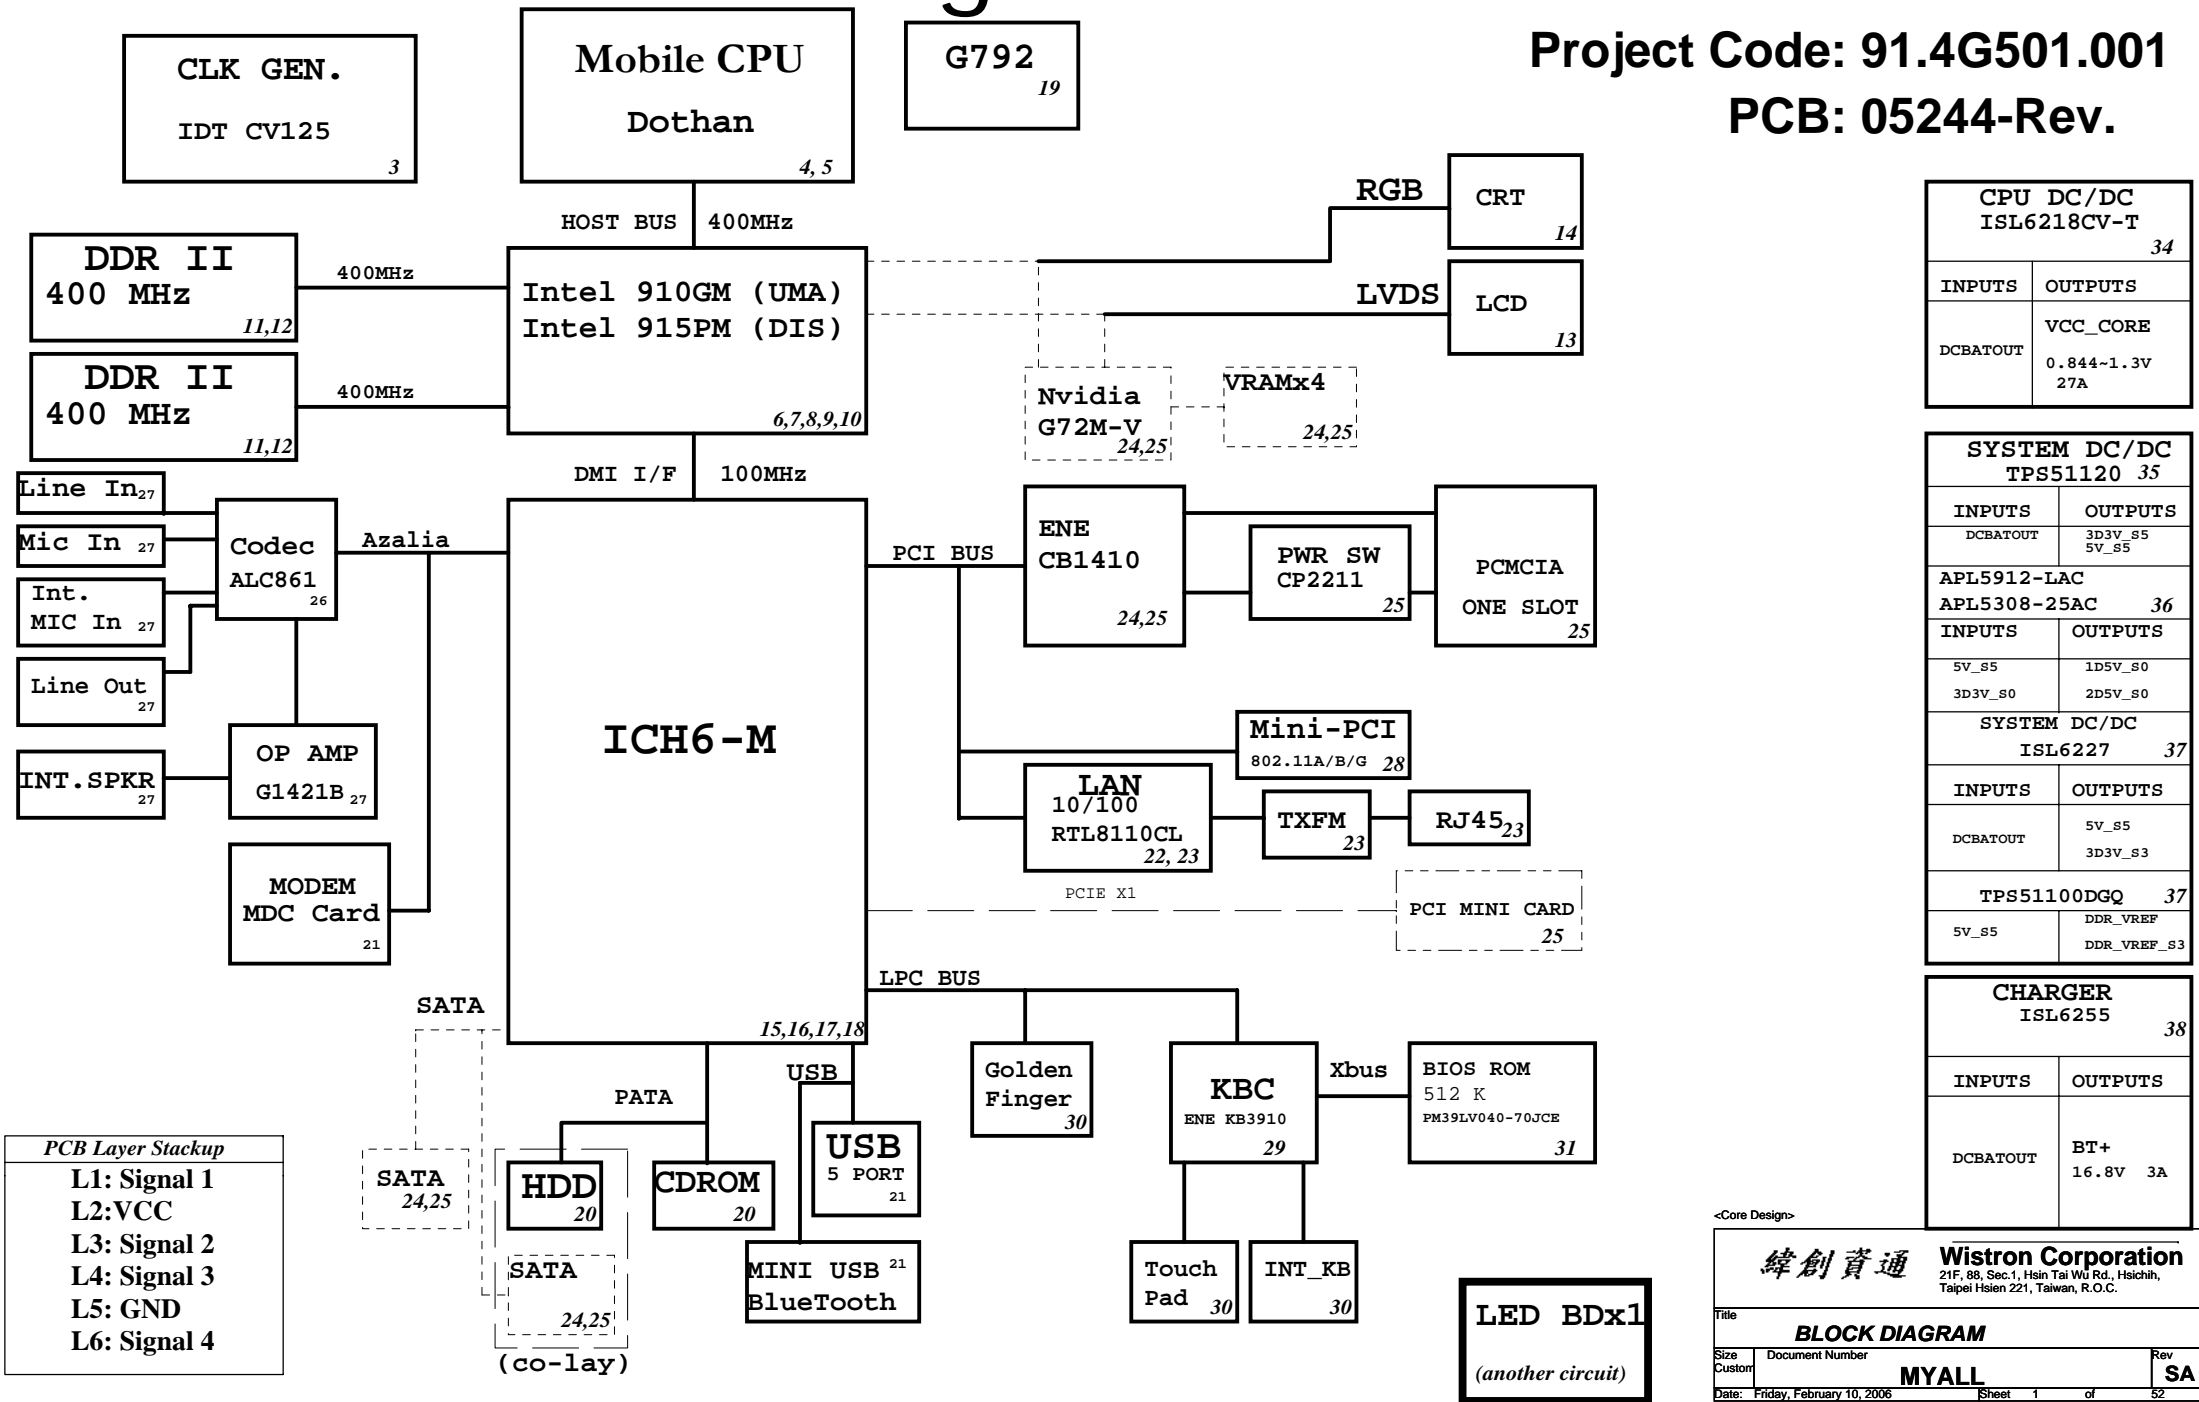 g
Project Code: 91.4G501.001
PCB: 05244-Rev.
CLK GEN.
IDT CV125
3
Mobile CPU
Dothan
4, 5
G792
19
HOST BUS
400MHz
DDR II
400 MHz
11,12
400MHz
DDR II
400 MHz
11,12
400MHz
Intel 910GM (UMA)
Intel 915PM (DIS)
6,7,8,9,10
RGB
CRT
14
LVDS
LCD
13
Nvidia
G72M-V
24,25
VRAMx4
24,25
DMI I/F
100MHz
Line In 27
Mic In 27
Int.
MIC In 27
Line Out
27
INT.SPKR
27
Codec
ALC861
26
Azalia
OP AMP
G1421B 27
MODEM
MDC Card
21
ICH6-M
15,16,17,18
PCI BUS
ENE
CB1410
24,25
PWR SW
CP2211
25
PCMCIA
ONE SLOT
25
Mini-PCI
802.11A/B/G 28
LAN
10/100
RTL8110CL
22, 23
TXFM
23
RJ45 23
PCIE X1
PCI MINI CARD
25
LPC BUS
SATA
PATA
USB
SATA
24,25
HDD
20
SATA
24,25
(co-lay)
CDROM
20
USB
5 PORT
21
MINI USB 21
BlueTooth
Golden
Finger
30
KBC
ENE KB3910
29
Xbus
BIOS ROM
512 K
PM39LV040-70JCE
31
Touch
Pad 30
INT_KB
30
LED BDx1
(another circuit)
PCB Layer Stackup
L1: Signal 1
L2:VCC
L3: Signal 2
L4: Signal 3
L5: GND
L6: Signal 4
CPU DC/DC
ISL6218CV-T
34
INPUTS OUTPUTS
DCBATOUT
VCC_CORE
0.844~1.3V
27A
SYSTEM DC/DC
TPS51120 35
INPUTS OUTPUTS
DCBATOUT
3D3V_S5
5V_S5
APL5912-LAC
APL5308-25AC 36
INPUTS OUTPUTS
5V_S5 1D5V_S0
3D3V_S0 2D5V_S0
SYSTEM DC/DC
ISL6227 37
INPUTS OUTPUTS
DCBATOUT
5V_S5
3D3V_S3
TPS51100DGQ 37
5V_S5
DDR_VREF
DDR_VREF_S3
CHARGER
ISL6255
38
INPUTS OUTPUTS
DCBATOUT
BT+
16.8V 3A
<Core Design>
緯創資通
Wistron Corporation
21F, 88, Sec.1, Hsin Tai Wu Rd., Hsichih,
Taipei Hsien 221, Taiwan, R.O.C.
Title
BLOCK DIAGRAM
Size
Custom
Document Number
MYALL
Rev
SA
Date: Friday, February 10, 2006 Sheet 1 of 52